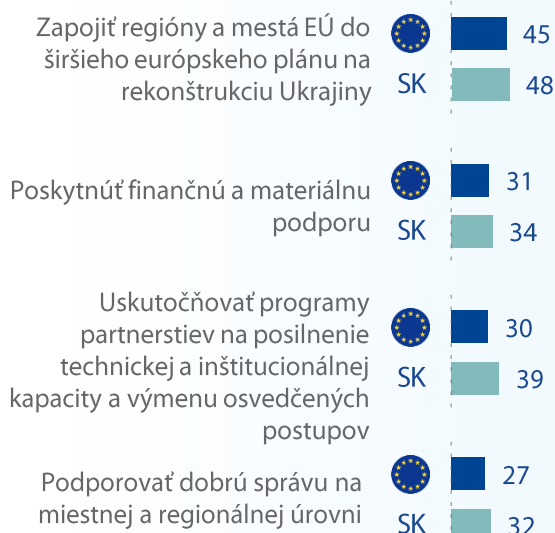 Zapojiť regióny a mestá EÚ do
širšieho európskeho plánu na
rekonštrukciu Ukrajiny
45
SK 48
Poskytnúť finančnú a materiálnu
podporu
31
SK 34
Uskutočňovať programy
partnerstiev na posilnenie
technickej a inštitucionálnej
kapacity a výmenu osvedčených
postupov
30
SK 39
Podporovať dobrú správu na
miestnej a regionálnej úrovni
27
SK 32